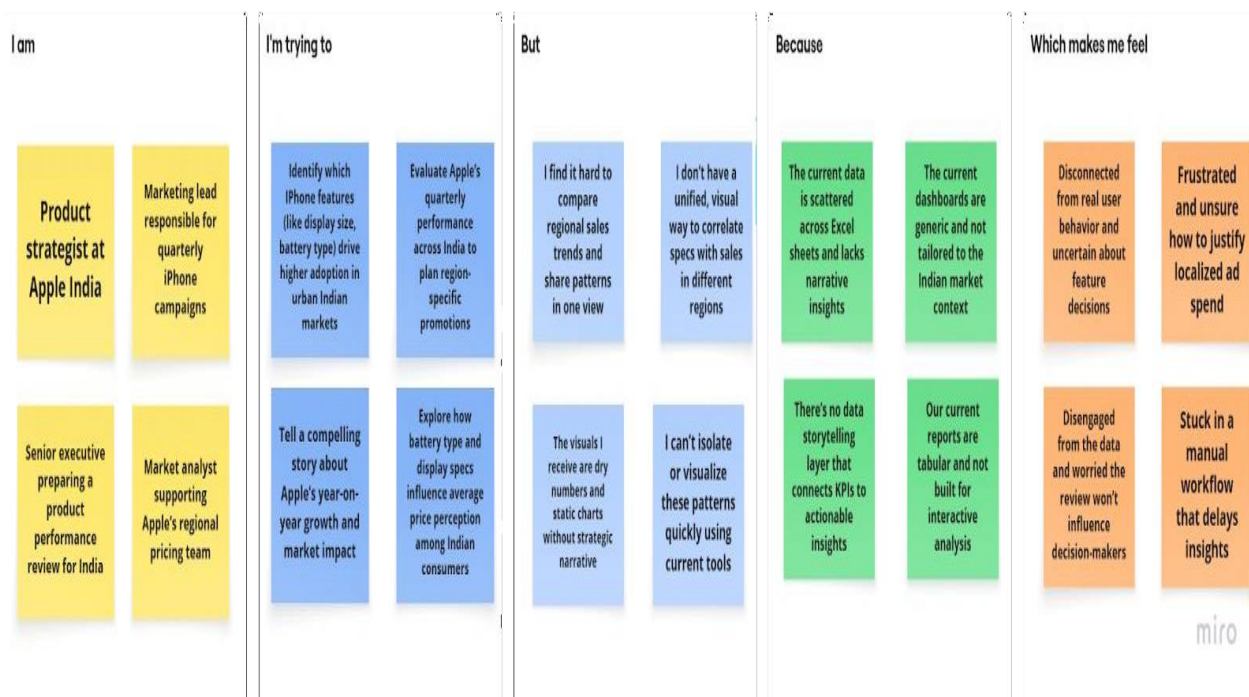 I am
Product
strategist at
Apple India
Marketing lead
responsible for
quarterly
iPhone
campaigns
Senior executive
preparing a
product
performance
review for India
Market analyst
supporting
Apple's regional
pricing team
I'm trying to
Identify which
iPhone features
(like display size,
battery type) drive
higher adoption in
urban Indian
markets
Evaluate Apple's
quarterly
performance
across India to
plan region-
specific
promotions
Tell a compelling
story about
Apple's year-on-
year growth and
market impact
Explore how
battery type and
display specs
influence average
price perception
among Indian
consumers
But
I find it hard to
compare
regional sales
trends and
share patterns
in one view
I don't have a
unified, visual
way to correlate
specs with sales
in different
regions
The visuals I
receive are dry
numbers and
static charts
without strategic
narrative
I can't isolate
or visualize
these patterns
quickly using
current tools
Because
The current data
is scattered
across Excel
sheets and lacks
narrative
insights
The current
dashboards are
generic and not
tailored to the
Indian market
context
There's no data
storytelling
layer that
connects KPIs to
actionable
insights
Our current
reports are
tabular and not
built for
interactive
analysis
Which makes me feel
Disconnected
from real user
behavior and
uncertain about
feature
decisions
Frustrated
and unsure
how to justify
localized ad
spend
Disengaged
from the data
and worried the
review won't
influence
decision-makers
Stuck in a
manual
workflow
that delays
insights
miro